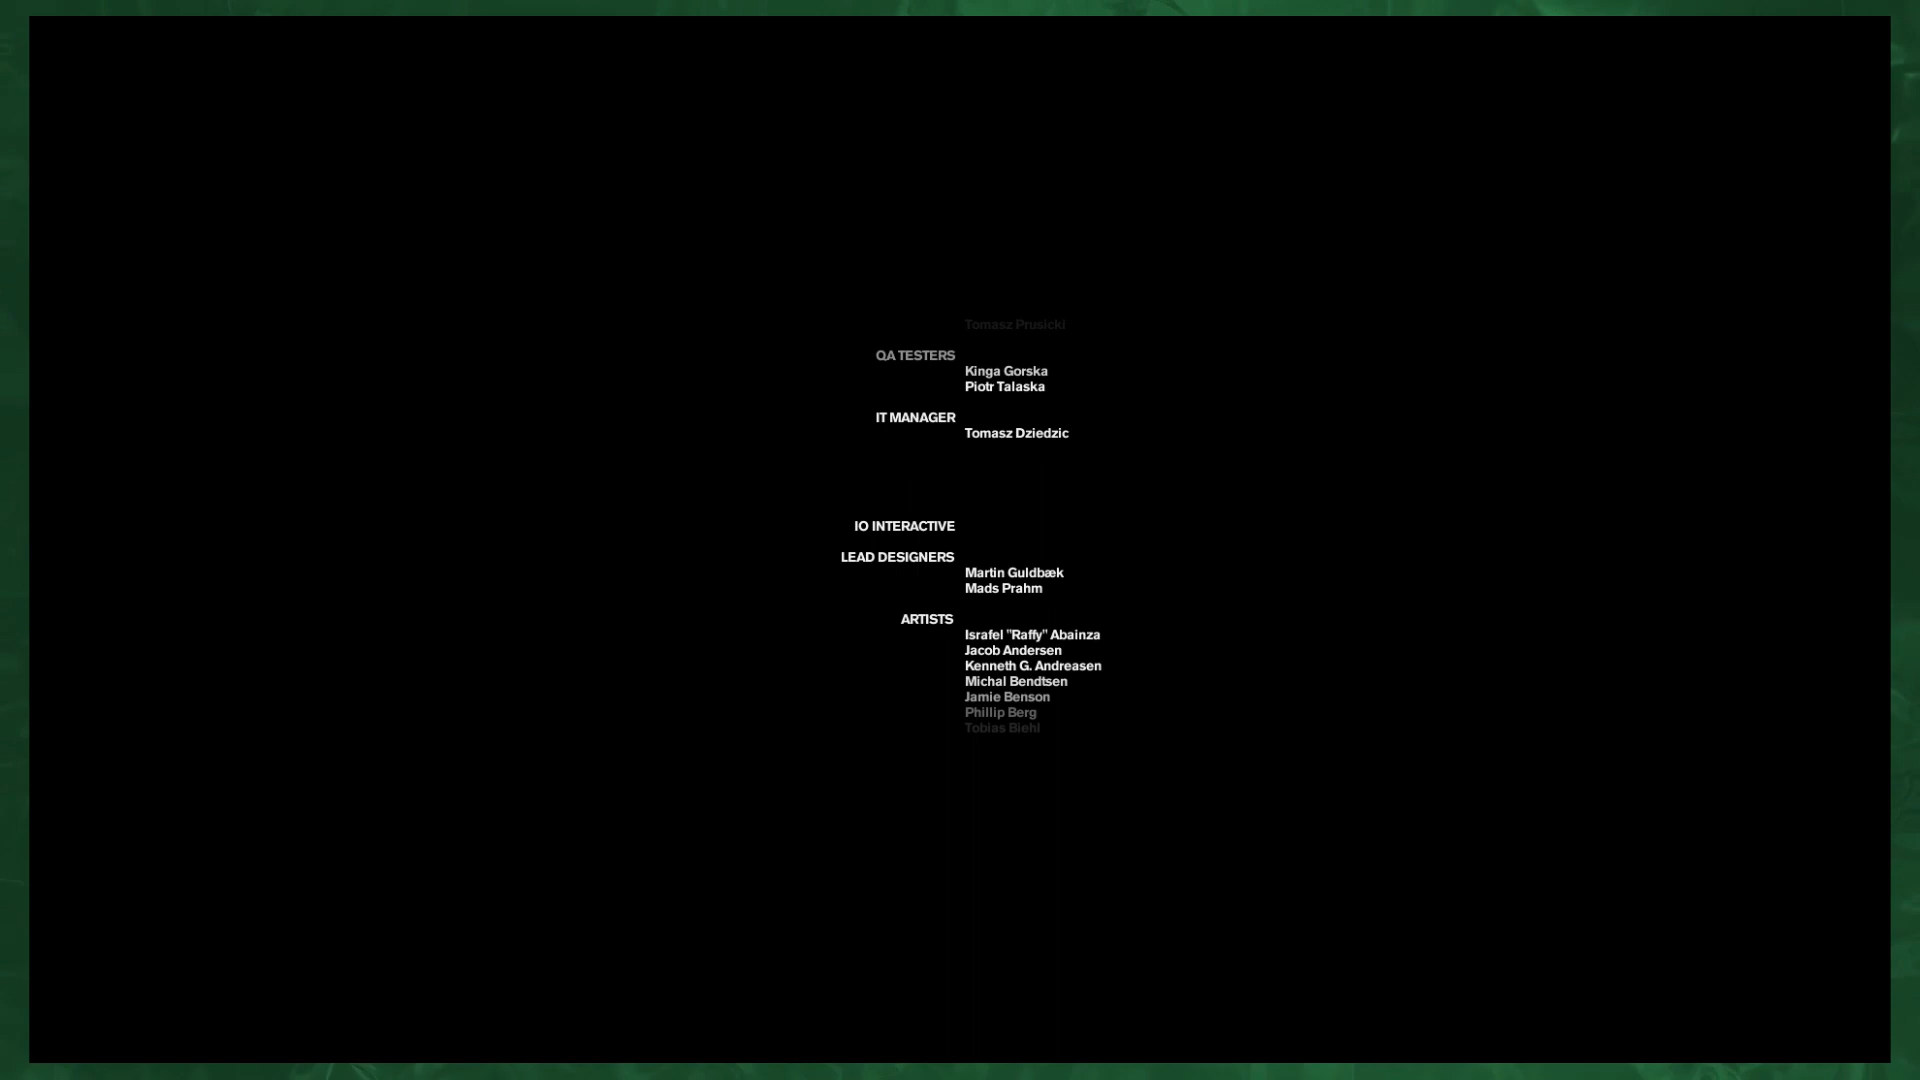 Tomasz Prusicki
QA TESTERS
Kinga Gorska
Piotr Talaska
IT MANAGER
Tomasz Dziedzic
IO INTERACTIVE
LEAD DESIGNERS
Martin Guldbæk
Mads Prahm
ARTISTS
Israfel "Raffy" Abainza
Jacob Andersen
Kenneth G. Andreasen
Michal Bendtsen
Jamie Benson
Phillip Berg
Tobias Biehl